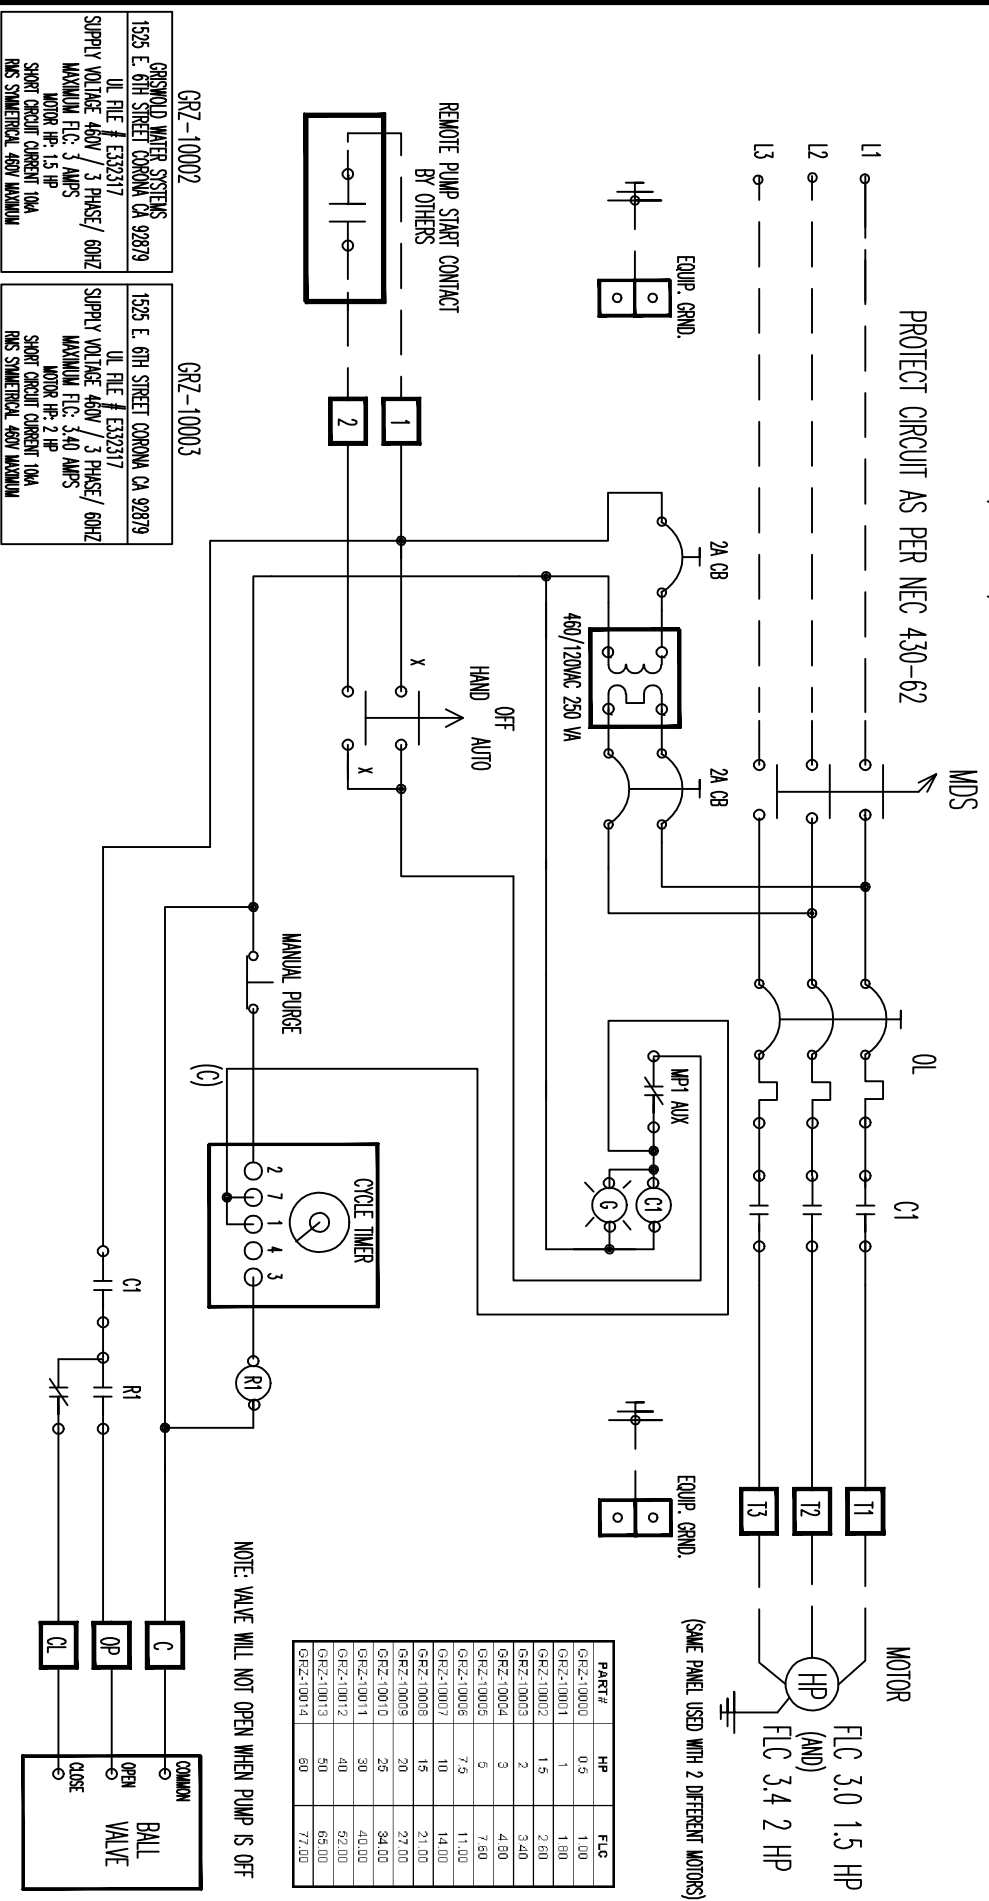 PROTECT CIRCUIT AS PER NEC 430-62
L1
L2
L3
MDS
OL
C1
T1
T2
T3
MOTOR
HP
FLC 3.0 1.5 HP
(AND)
FLC 3.4 2 HP
(SAME PANEL USED WITH 2 DIFFERENT MOTORS)
EQUIP. GRND.
2A CB
460/120VAC 250 VA
2A CB
MP1 AUX
C1
G
EQUIP. GRND.
REMOTE PUMP START CONTACT
BY OTHERS
1
2
OFF
HAND AUTO
X
X
MANUAL PURGE
(C)
CYCLE TIMER
2 7 1 4 3
R1
C1
R1
C
OP
CL
COMMON
OPEN
CLOSE
BALL
VALVE
NOTE: VALVE WILL NOT OPEN WHEN PUMP IS OFF
PART# HP FLC
GRZ-10000 0.5 1.00
GRZ-10001 1 1.80
GRZ-10002 1.5 2.60
GRZ-10003 2 3.40
GRZ-10004 3 4.80
GRZ-10005 5 7.60
GRZ-10006 7.5 11.00
GRZ-10007 10 14.00
GRZ-10008 15 21.00
GRZ-10009 20 27.00
GRZ-10010 25 34.00
GRZ-10011 30 40.00
GRZ-10012 40 52.00
GRZ-10013 50 65.00
GRZ-10014 60 77.00
GRZ-10002
GRISWOLD WATER SYSTEMS
1525 E. 6TH STREET CORONA CA 92879
UL FILE # E332317
SUPPLY VOLTAGE 460V / 3 PHASE/ 60HZ
MAXIMUM FLC: 3 AMPS
MOTOR HP: 1.5 HP
SHORT CIRCUIT CURRENT 10kA
RMS SYMMETRICAL 460V MAXIMUM
GRZ-10003
1525 E. 6TH STREET CORONA CA 92879
UL FILE # E332317
SUPPLY VOLTAGE 460V / 3 PHASE/ 60HZ
MAXIMUM FLC: 3.40 AMPS
MOTOR HP: 2 HP
SHORT CIRCUIT CURRENT 10kA
RMS SYMMETRICAL 460V MAXIMUM